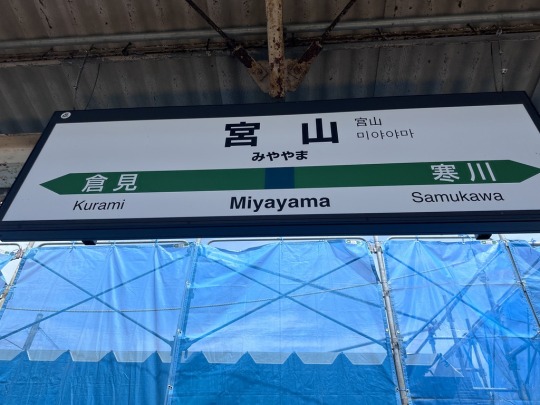 宮山
宮山
미야야마
みややま
倉見
寒川
Kurami
Miyayama
Samukawa